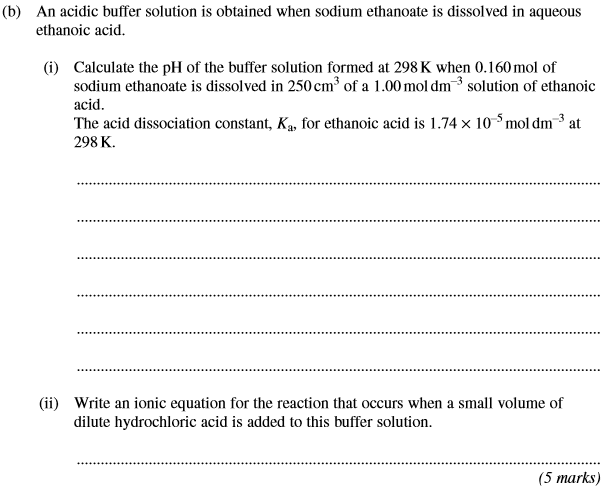 (b) An acidic buffer solution is obtained when sodium ethanoate is dissolved in aqueous
ethanoic acid.
(i) Calculate the pH of the buffer solution formed at 298 K when 0.160 mol of
sodium ethanoate is dissolved in 250 cm³ of a 1.00 mol dm⁻³ solution of ethanoic
acid.
The acid dissociation constant, Kₐ, for ethanoic acid is 1.74 × 10⁻⁵ mol dm⁻³ at
298 K.
(ii) Write an ionic equation for the reaction that occurs when a small volume of
dilute hydrochloric acid is added to this buffer solution.
(5 marks)